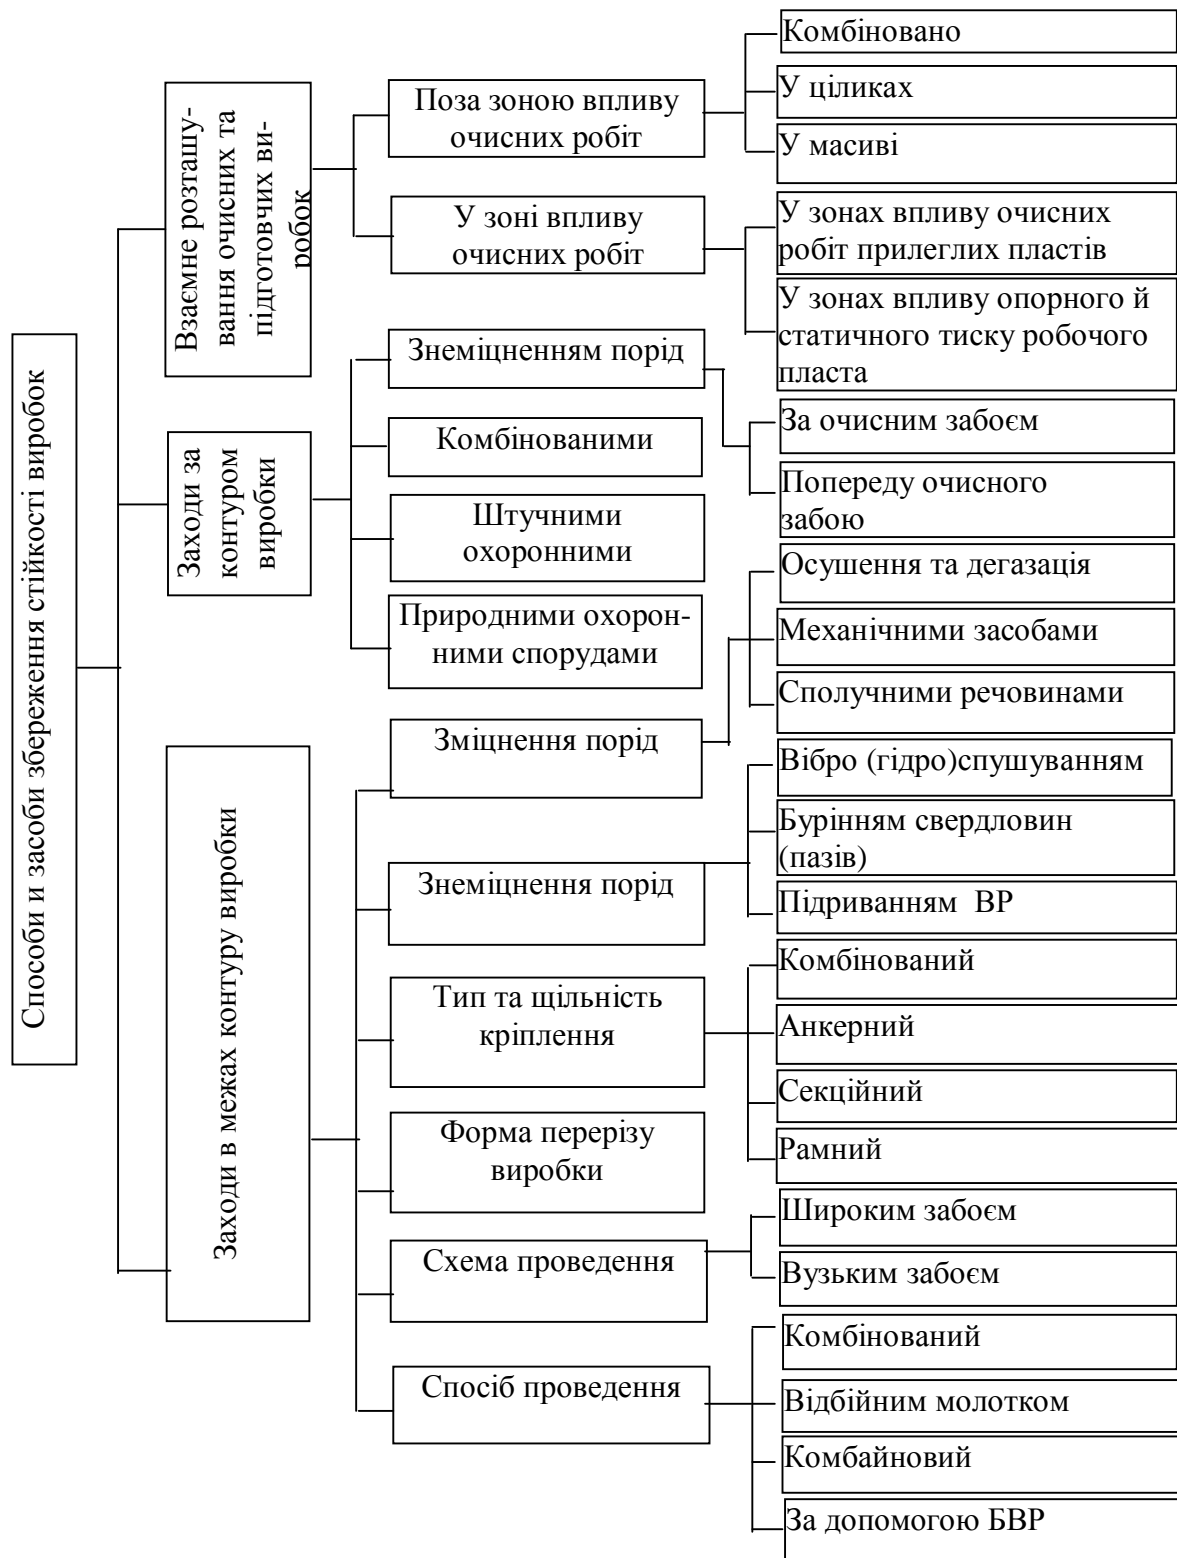 Способи и засоби збереження стійкості виробок
Взаємне розташу-
вання очисних та
підготовчих ви-
робок
Заходи за
контуром
виробки
Заходи в межах контуру виробки
Поза зоною впливу
очисних робіт
У зоні впливу
очисних робіт
Знеміцненням порід
Комбінованими
Штучними
охоронними
Природними охорон-
ними спорудами
Зміцнення порід
Знеміцнення порід
Тип та щільність
кріплення
Форма перерізу
виробки
Схема проведення
Спосіб проведення
Комбіновано
У ціликах
У масиві
У зонах впливу очисних
робіт прилеглих пластів
У зонах впливу опорного й
статичного тиску робочого
пласта
За очисним забоєм
Попереду очисного
забою
Осушення та дегазація
Механічними засобами
Сполучними речовинами
Вібро (гідро)спушуванням
Бурінням свердловин
(пазів)
Підриванням ВР
Комбінований
Анкерний
Секційний
Рамний
Широким забоєм
Вузьким забоєм
Комбінований
Відбійним молотком
Комбайновий
За допомогою БВР